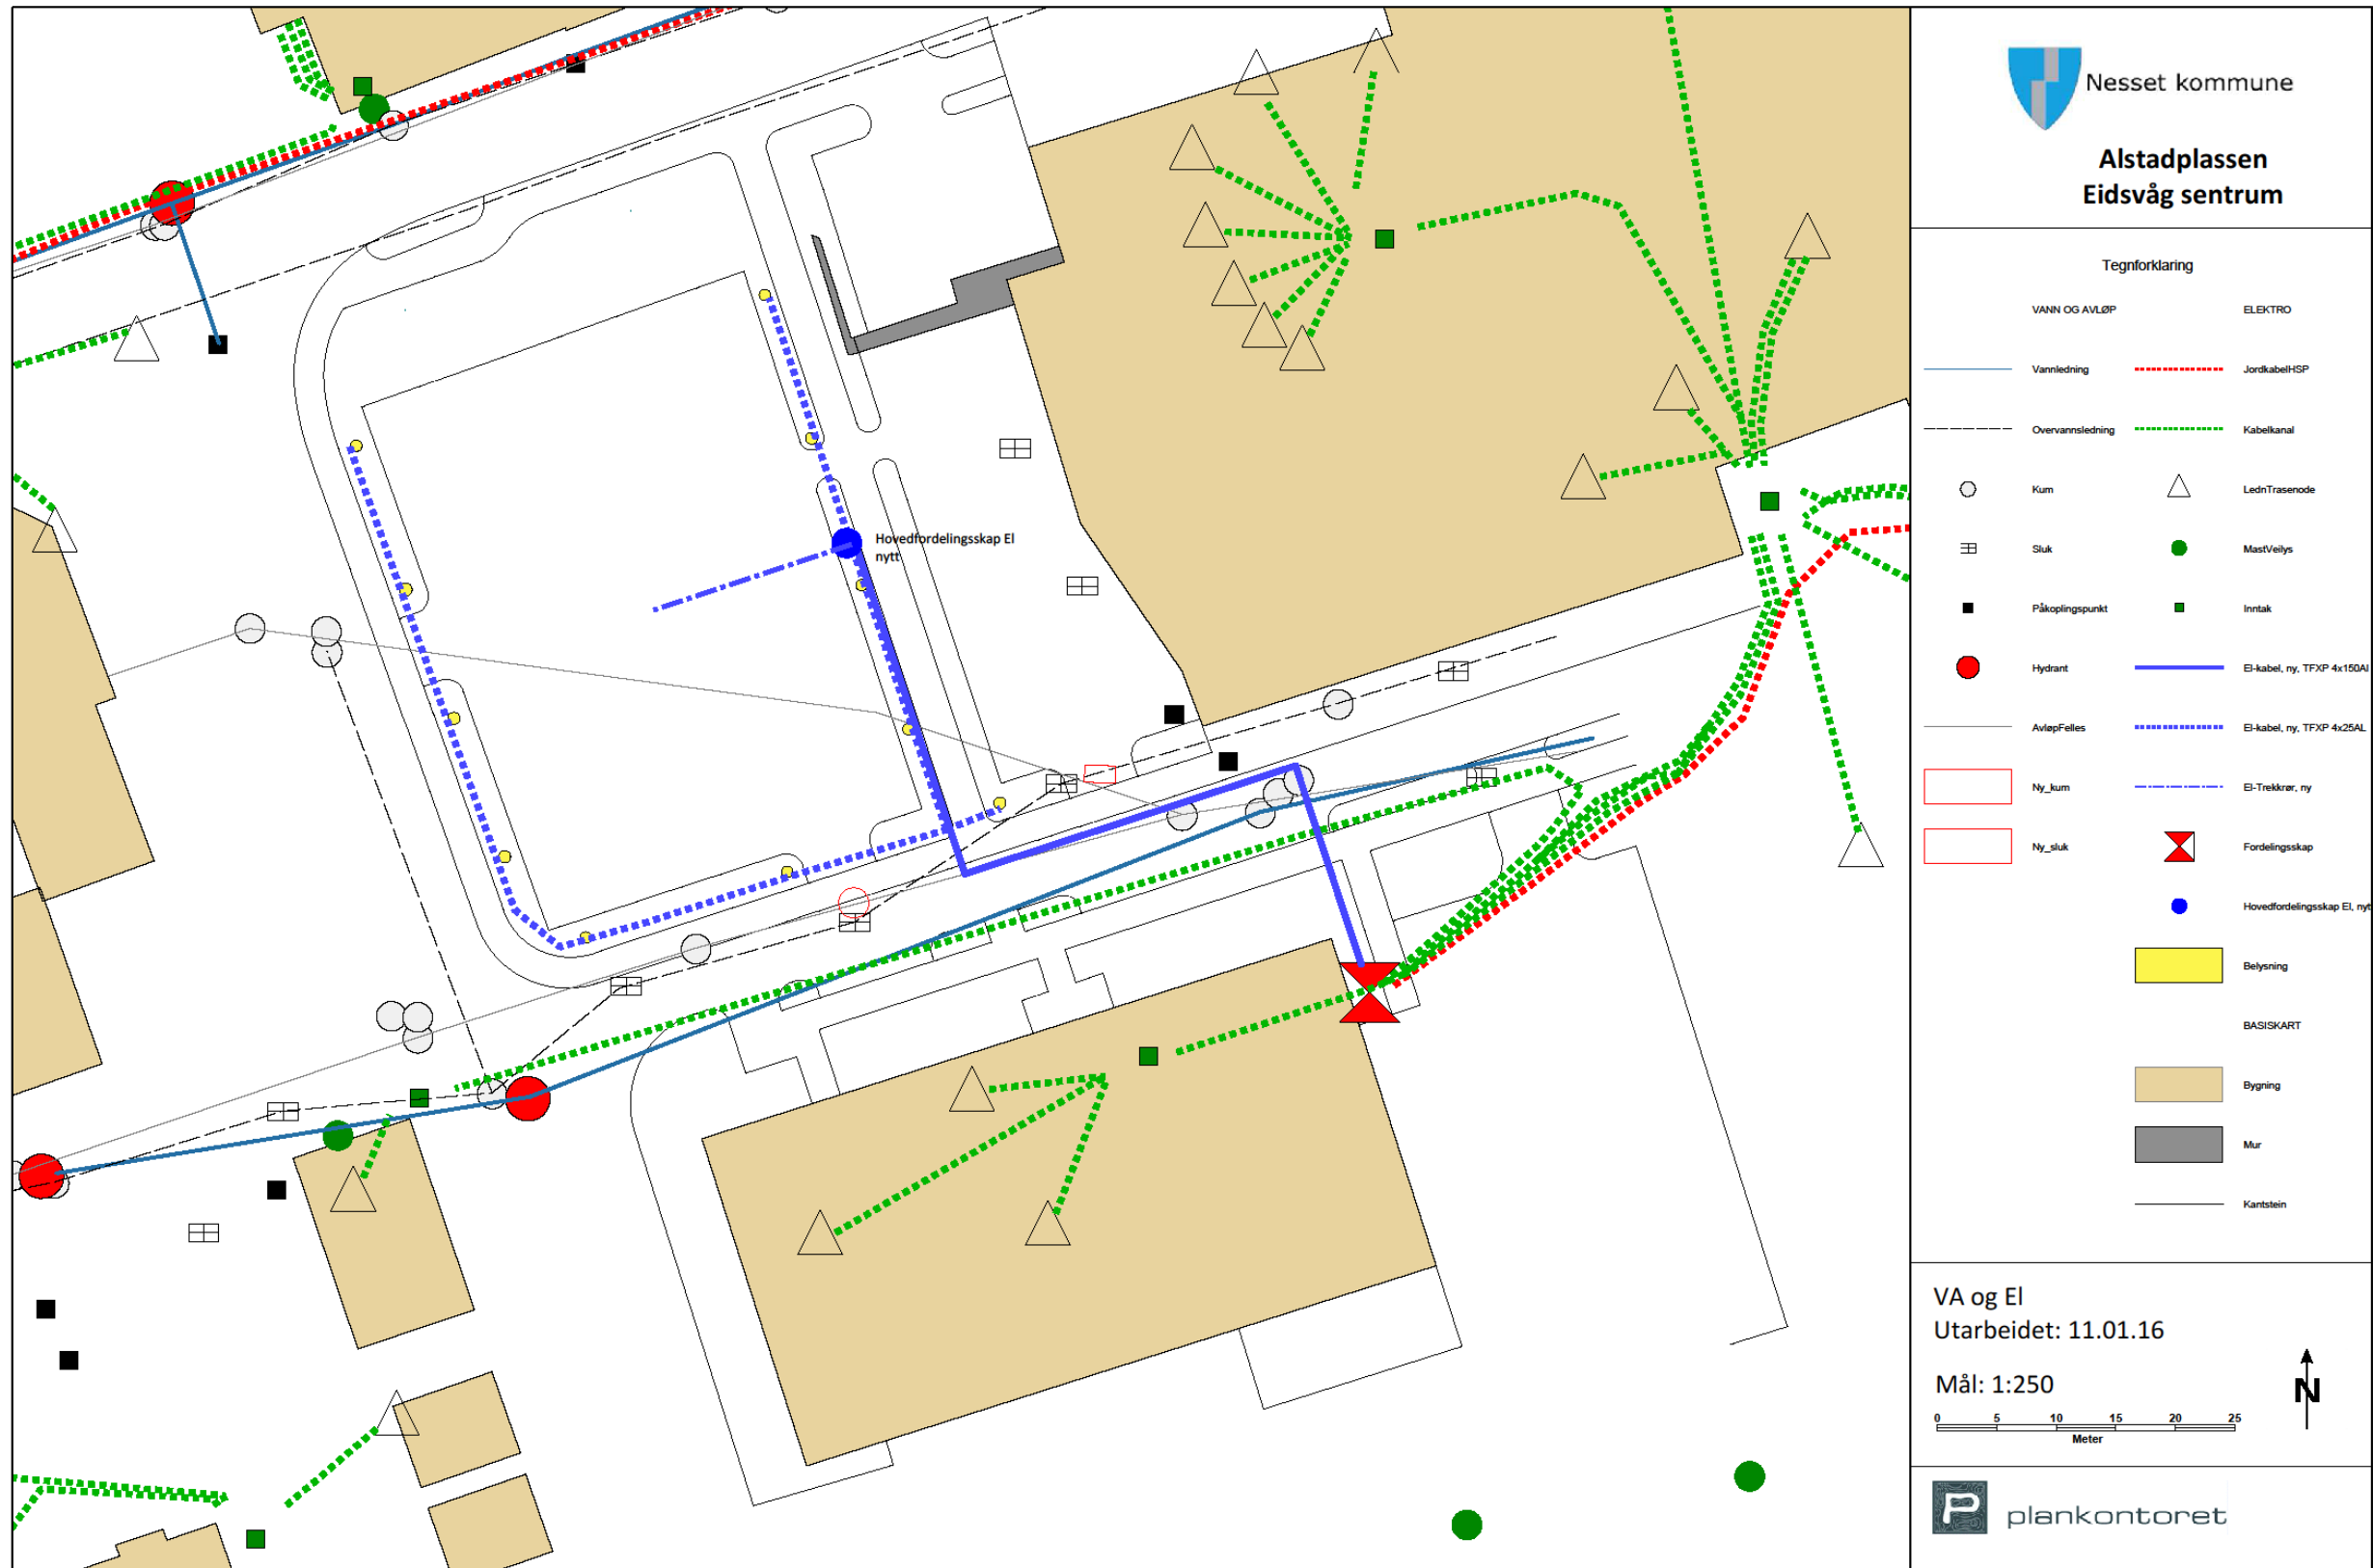 Nesset kommune
Alstadplassen
Eidsvåg sentrum
Tegnforklaring
VANN OG AVLØP
ELEKTRO
Vannledning
JordkabelHSP
Overvannsledning
Kabelkanal
Kum
LednTrasenode
Sluk
MastVeilys
Påkoplingspunkt
Inntak
Hydrant
El-kabel, ny, TFXP 4x150Al
AvløpFelles
El-kabel, ny, TFXP 4x25AL
Ny_kum
El-Trekkrør, ny
Ny_sluk
Fordelingsskap
Hovedfordelingsskap El, nyt
Belysning
BASISKART
Bygning
Mur
Kantstein
Hovedfordelingsskap El
nytt
VA og El
Utarbeidet: 11.01.16
Mål: 1:250
N
0 5 10 15 20 25
Meter
P plankontoret